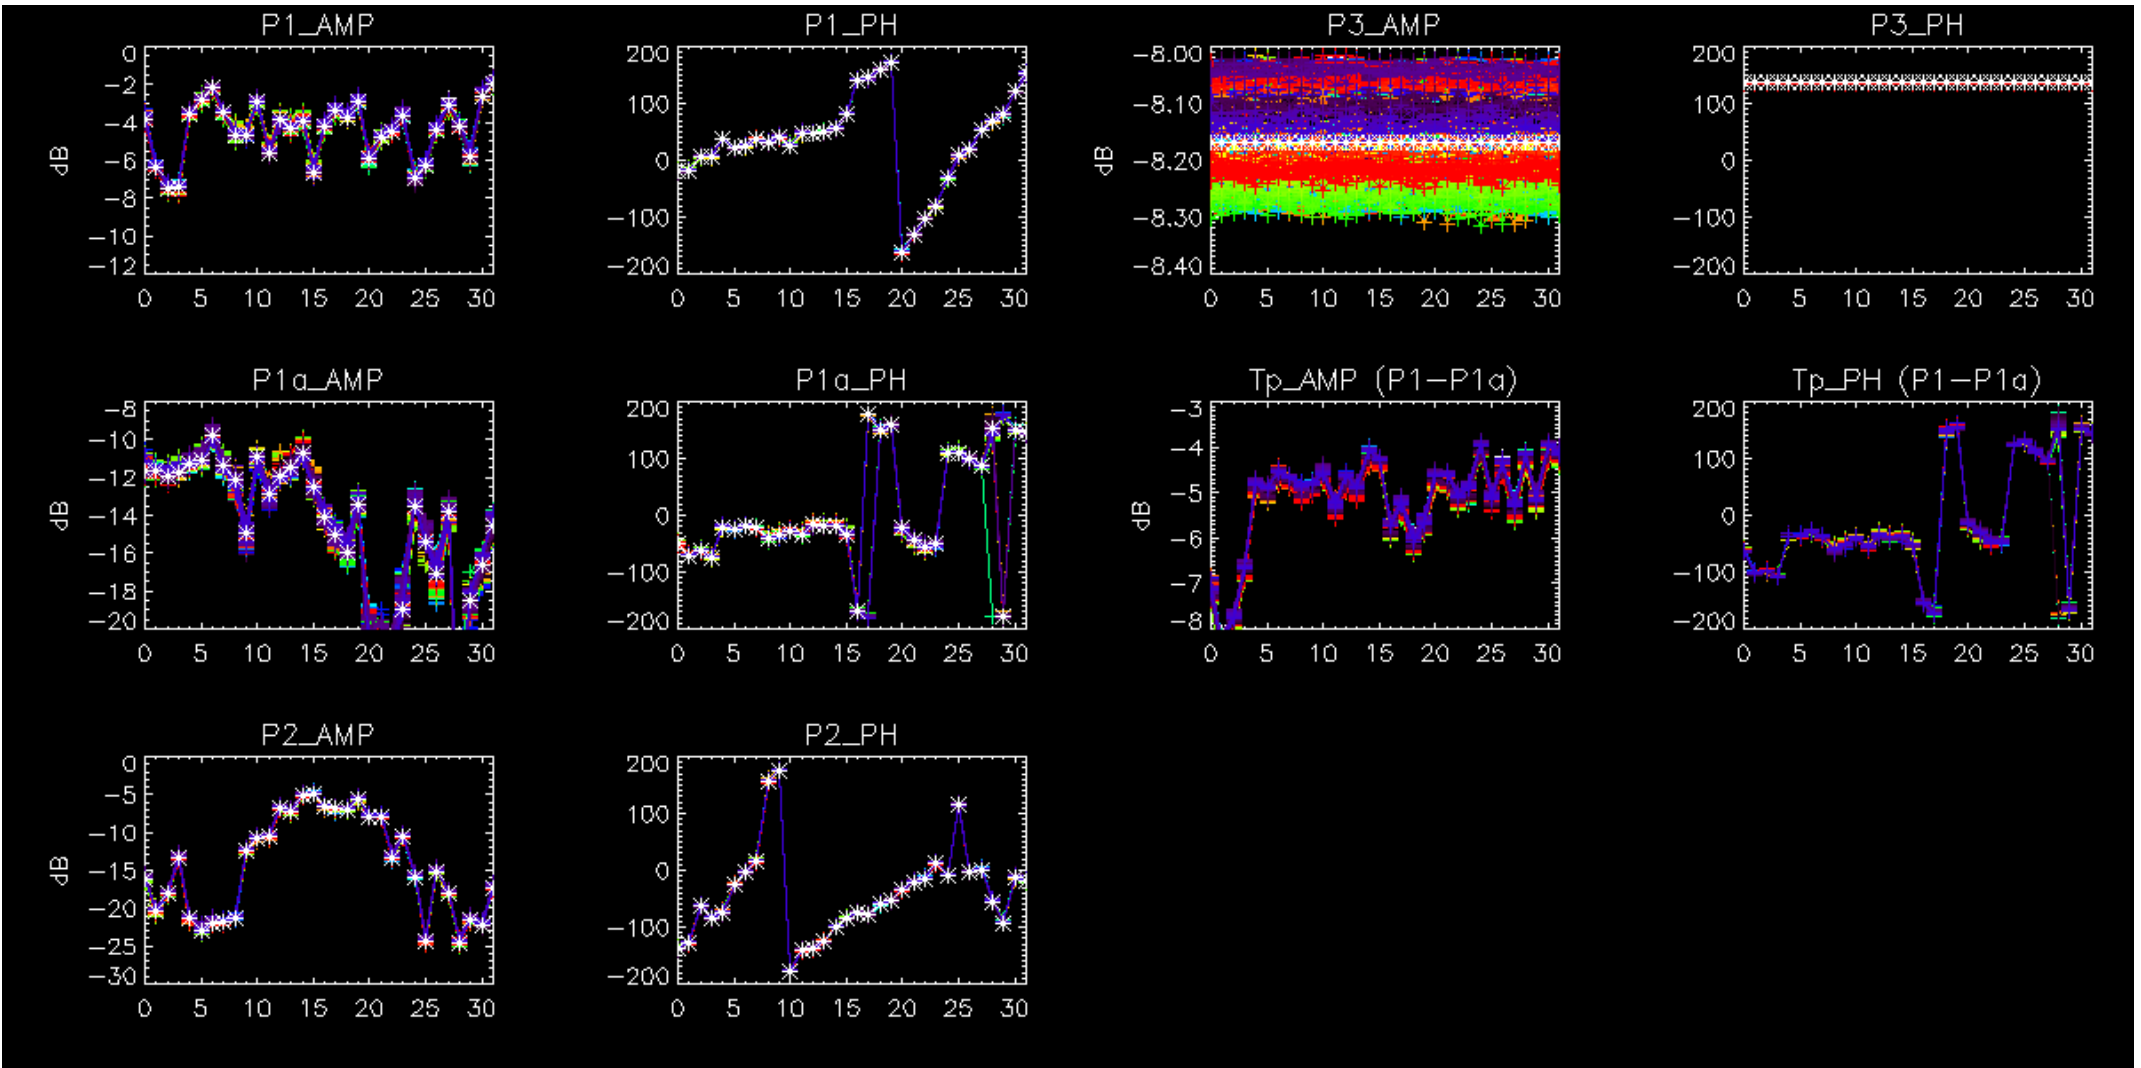 P1_AMP
P1_PH
P3_AMP
P3_PH
0
−2
−4
−6
−8
−10
−12
dB
0 5 10 15 20 25 30
200
100
0
−100
−200
0 5 10 15 20 25 30
−8.00
−8.10
−8.20
−8.30
−8.40
dB
0 5 10 15 20 25 30
200
100
0
−100
−200
0 5 10 15 20 25 30
P1a_AMP
P1a_PH
Tp_AMP (P1−P1a)
Tp_PH (P1−P1a)
−8
−10
−12
−14
−16
−18
−20
dB
0 5 10 15 20 25 30
200
100
0
−100
−200
0 5 10 15 20 25 30
−3
−4
−5
−6
−7
−8
dB
0 5 10 15 20 25 30
200
100
0
−100
−200
0 5 10 15 20 25 30
P2_AMP
P2_PH
0
−5
−10
−15
−20
−25
−30
dB
0 5 10 15 20 25 30
200
100
0
−100
−200
0 5 10 15 20 25 30